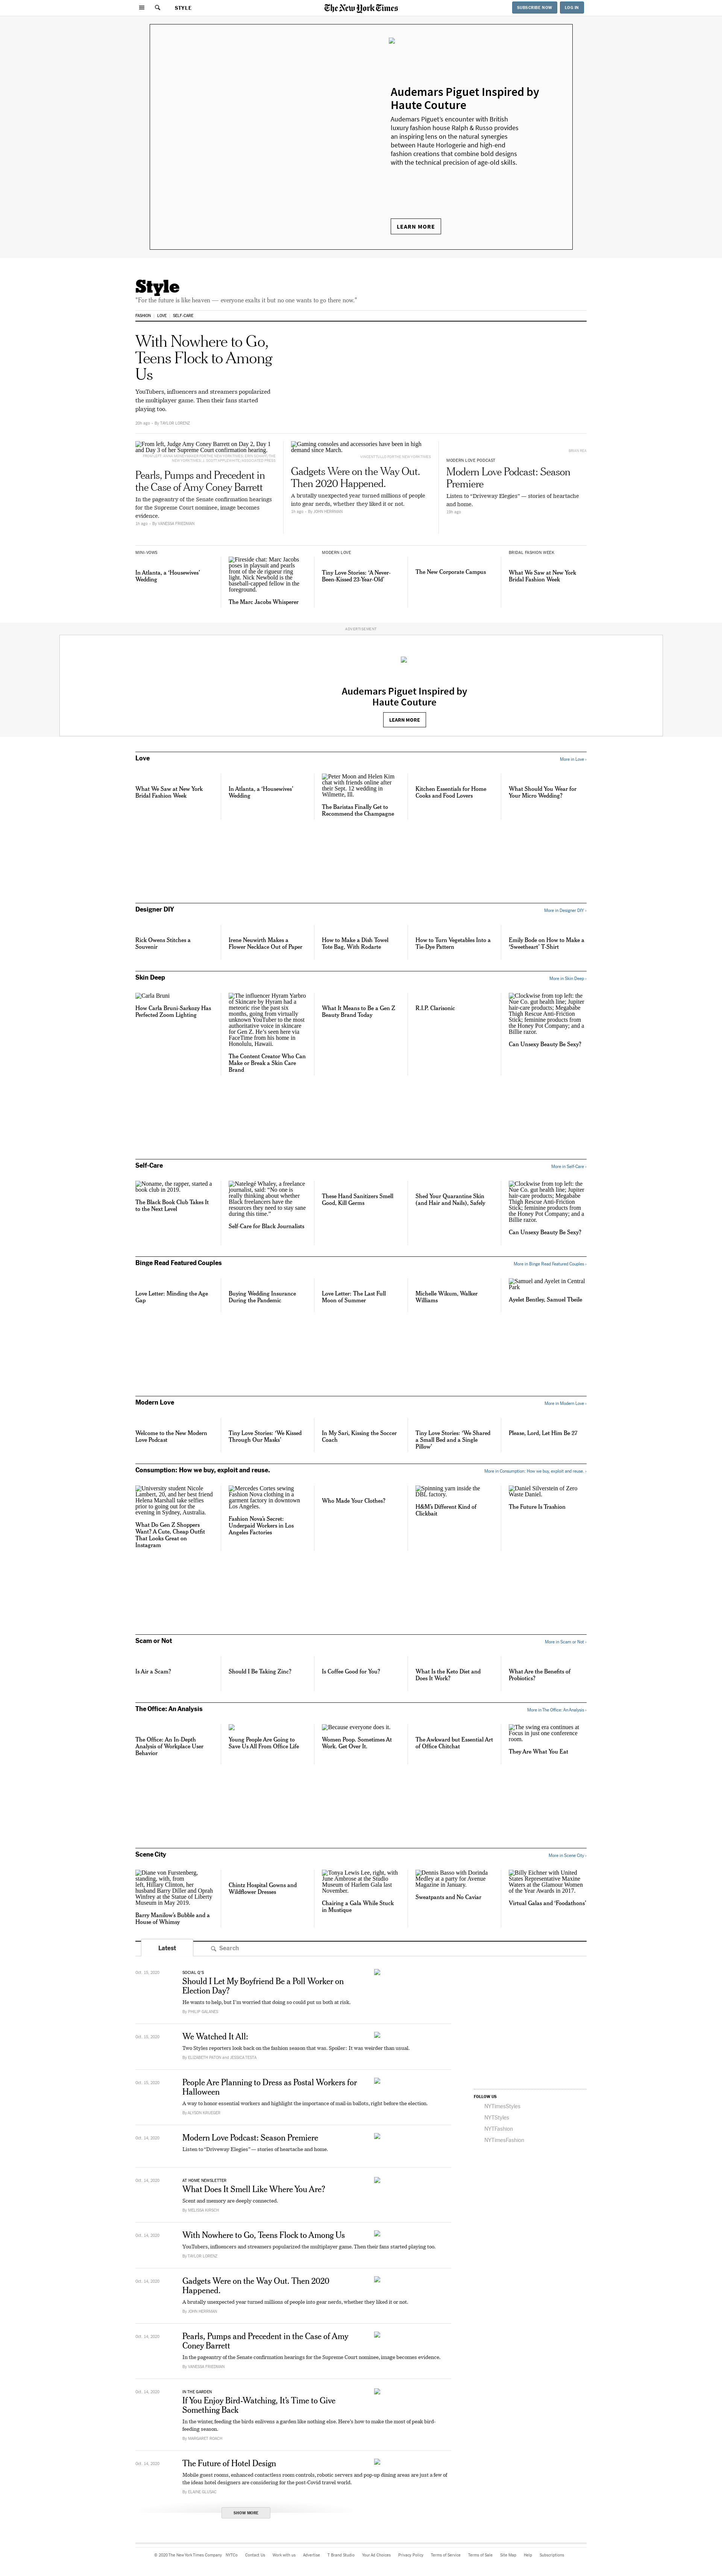 STYLE
The New York Times
SUBSCRIBE NOW
LOG IN
Audemars Piguet Inspired by
Haute Couture
Audemars Piguet's encounter with British
luxury fashion house Ralph & Russo provides
an inspiring lens on the natural synergies
between Haute Horlogerie and high-end
fashion creations that combine bold designs
with the technical precision of age-old skills.
LEARN MORE
Style
"For the future is like heaven — everyone exalts it but no one wants to go there now."
FASHION
LOVE
SELF-CARE
With Nowhere to Go,
Teens Flock to Among
Us
YouTubers, influencers and streamers popularized
the multiplayer game. Then their fans started
playing too.
By TAYLOR LORENZ
From left, Judge Amy Coney Barrett on Day 2, Day 1
and Day 3 of her Supreme Court confirmation hearing.
Pearls, Pumps and Precedent in
the Case of Amy Coney Barrett
In the pageantry of the Senate confirmation hearings
for the Supreme Court nominee, image becomes
evidence.
1h ago - By VANESSA FRIEDMAN
Gaming consoles and accessories have been in high
demand since March.
Gadgets Were on the Way Out.
Then 2020 Happened.
A brutally unexpected year turned millions of people
into gear nerds, whether they liked it or not.
By JOHN HERRMAN
MODERN LOVE PODCAST
Modern Love Podcast: Season
Premiere
Listen to "Driveway Elegies" — stories of heartache
and home.
MINI-VOWS
In Atlanta, a 'Housewives'
Wedding
Fireside chat: Marc Jacobs
poses in playsuit and pearls
front of the de rigueur ring
light. Nick Newbold is the
baseball-capped fellow in the
foreground.
The Marc Jacobs Whisperer
MODERN LOVE
Tiny Love Stories: 'A Never-
Been-Kissed 23-Year-Old'
The New Corporate Campus
BRIDAL FASHION WEEK
What We Saw at New York
Bridal Fashion Week
ADVERTISEMENT
Audemars Piguet Inspired by
Haute Couture
LEARN MORE
Love
More in Love ›
What We Saw at New York
Bridal Fashion Week
In Atlanta, a 'Housewives'
Wedding
Peter Moon and Helen Kim
chat with friends online after
their Sept. 12 wedding in
Wilmette, Ill.
The Baristas Finally Get to
Recommend the Champagne
Kitchen Essentials for Home
Cooks and Food Lovers
What Should You Wear for
Your Micro Wedding?
Designer DIY
More in Designer DIY ›
Rick Owens Stitches a
Souvenir
Irene Neuwirth Makes a
Flower Necklace Out of Paper
How to Make a Dish Towel
Tote Bag, With Rodarte
How to Turn Vegetables Into a
Tie-Dye Pattern
Emily Bode on How to Make a
'Sweetheart' T-Shirt
Skin Deep
More in Skin Deep ›
Carla Bruni
How Carla Bruni-Sarkozy Has
Perfected Zoom Lighting
The influencer Hyram Yarbro
of Skincare by Hyram had a
meteoric rise the past six
months, going from virtually
unknown YouTuber to the most
authoritative voice in skincare
for Gen Z. He's seen here via
FaceTime from his home in
Honolulu, Hawaii.
The Content Creator Who Can
Make or Break a Skin Care
Brand
What It Means to Be a Gen Z
Beauty Brand Today
R.I.P. Clarisonic
Clockwise from top left: the
Nue Co. gut health line; Jupiter
hair-care products; Megababe
Thigh Rescue Anti-Friction
Stick; feminine products from
the Honey Pot Company; and a
Billie razor.
Can Unsexy Beauty Be Sexy?
Self-Care
More in Self-Care ›
Noname, the rapper, started a
book club in 2019.
The Black Book Club Takes It
to the Next Level
Natelegé Whaley, a freelance
journalist, said: "No one is
really thinking about whether
Black freelancers have the
resources they need to stay sane
during this time."
Self-Care for Black Journalists
These Hand Sanitizers Smell
Good, Kill Germs
Shed Your Quarantine Skin
(and Hair and Nails), Safely
Clockwise from top left: the
Nue Co. gut health line; Jupiter
hair-care products; Megababe
Thigh Rescue Anti-Friction
Stick; feminine products from
the Honey Pot Company; and a
Billie razor.
Can Unsexy Beauty Be Sexy?
Binge Read Featured Couples
More in Binge Read Featured Couples ›
Love Letter: Minding the Age
Gap
Buying Wedding Insurance
During the Pandemic
Love Letter: The Last Full
Moon of Summer
Michelle Wikum, Walker
Williams
Samuel and Ayelet in Central
Park
Ayelet Bentley, Samuel Tbeile
Modern Love
More in Modern Love ›
Welcome to the New Modern
Love Podcast
Tiny Love Stories: 'We Kissed
Through Our Masks'
In My Sari, Kissing the Soccer
Coach
Tiny Love Stories: 'We Shared
a Small Bed and a Single
Pillow'
Please, Lord, Let Him Be 27
Consumption: How we buy, exploit and reuse.
More in Consumption: How we buy, exploit and reuse. ›
University student Nicole
Lambert, 20, and her best friend
Helena Marshall take selfies
prior to going out for the
evening in Sydney, Australia.
What Do Gen Z Shoppers
Want? A Cute, Cheap Outfit
That Looks Great on
Instagram
Mercedes Cortes sewing
Fashion Nova clothing in a
garment factory in downtown
Los Angeles.
Fashion Nova's Secret:
Underpaid Workers in Los
Angeles Factories
Who Made Your Clothes?
Spinning yarn inside the
DBL factory.
H&M's Different Kind of
Clickbait
Daniel Silverstein of Zero
Waste Daniel.
The Future Is Trashion
Scam or Not
More in Scam or Not ›
Is Air a Scam?
Should I Be Taking Zinc?
Is Coffee Good for You?
What Is the Keto Diet and
Does It Work?
What Are the Benefits of
Probiotics?
The Office: An Analysis
More in The Office: An Analysis ›
The Office: An In-Depth
Analysis of Workplace User
Behavior
Young People Are Going to
Save Us All From Office Life
Because everyone does it.
Women Poop. Sometimes At
Work. Get Over It.
The Awkward but Essential Art
of Office Chitchat
The swing era continues at
Focus in just one conference
room.
They Are What You Eat
Scene City
More in Scene City ›
Diane von Furstenberg,
standing, with, from
left, Hillary Clinton, her
husband Barry Diller and Oprah
Winfrey at the Statue of Liberty
Museum in May 2019.
Barry Manilow's Bubble and a
House of Whimsy
Chintz Hospital Gowns and
Wildflower Dresses
Tonya Lewis Lee, right, with
June Ambrose at the Studio
Museum of Harlem Gala last
November.
Chairing a Gala While Stuck
in Mustique
Dennis Basso with Dorinda
Medley at a party for Avenue
Magazine in January.
Sweatpants and No Caviar
Billy Eichner with United
States Representative Maxine
Waters at the Glamour Women
of the Year Awards in 2017.
Virtual Galas and 'Foodathons'
Latest
Search
Oct. 15, 2020
SOCIAL Q'S
Should I Let My Boyfriend Be a Poll Worker on
Election Day?
He wants to help, but I'm worried that doing so could put us both at risk.
By PHILIP GALANES
We Watched It All:
Two Styles reporters look back on the fashion season that was. Spoiler: It was weirder than usual.
By ELIZABETH PATON and JESSICA TESTA
People Are Planning to Dress as Postal Workers for
Halloween
A way to honor essential workers and highlight the importance of mail-in ballots, right before the election.
By ALYSON KRUEGER
Oct. 14, 2020
Modern Love Podcast: Season Premiere
Listen to "Driveway Elegies" — stories of heartache and home.
Oct. 14, 2020
AT HOME NEWSLETTER
What Does It Smell Like Where You Are?
Scent and memory are deeply connected.
By MELISSA KIRSCH
Oct. 14, 2020
With Nowhere to Go, Teens Flock to Among Us
YouTubers, influencers and streamers popularized the multiplayer game. Then their fans started playing too.
By TAYLOR LORENZ
Oct. 14, 2020
Gadgets Were on the Way Out. Then 2020
Happened.
A brutally unexpected year turned millions of people into gear nerds, whether they liked it or not.
By JOHN HERRMAN
Oct. 14, 2020
Pearls, Pumps and Precedent in the Case of Amy
Coney Barrett
In the pageantry of the Senate confirmation hearings for the Supreme Court nominee, image becomes evidence.
By VANESSA FRIEDMAN
Oct. 14, 2020
IN THE GARDEN
If You Enjoy Bird-Watching, It's Time to Give
Something Back
In the winter, feeding the birds enlivens a garden like nothing else. Here's how to make the most of peak bird-
feeding season.
By MARGARET ROACH
Oct. 14, 2020
The Future of Hotel Design
Mobile guest rooms, enhanced contactless room controls, robotic servers and pop-up dining areas are just a few of
the ideas hotel designers are considering for the post-Covid travel world.
By ELAINE GLUSAC
SHOW MORE
FOLLOW US
NYTimesStyles
NYTStyles
NYTFashion
NYTimesFashion
© 2020 The New York Times Company
NYTCo
Contact Us
Work with us
Advertise
T Brand Studio
Your Ad Choices
Privacy Policy
Terms of Service
Terms of Sale
Site Map
Help
Subscriptions